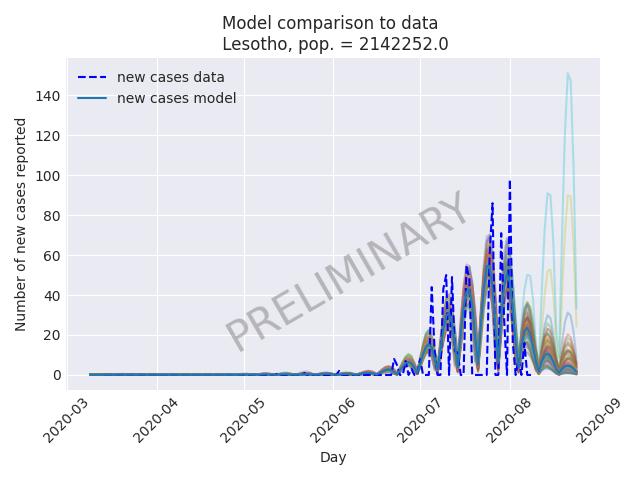 Model comparison to data
Lesotho, pop. = 2142252.0
new cases data
new cases model
Number of new cases reported
140
120
100
80
60
40
20
0
PRELIMINARY
2020-03
2020-04
2020-05
2020-06
2020-07
2020-08
2020-09
Day